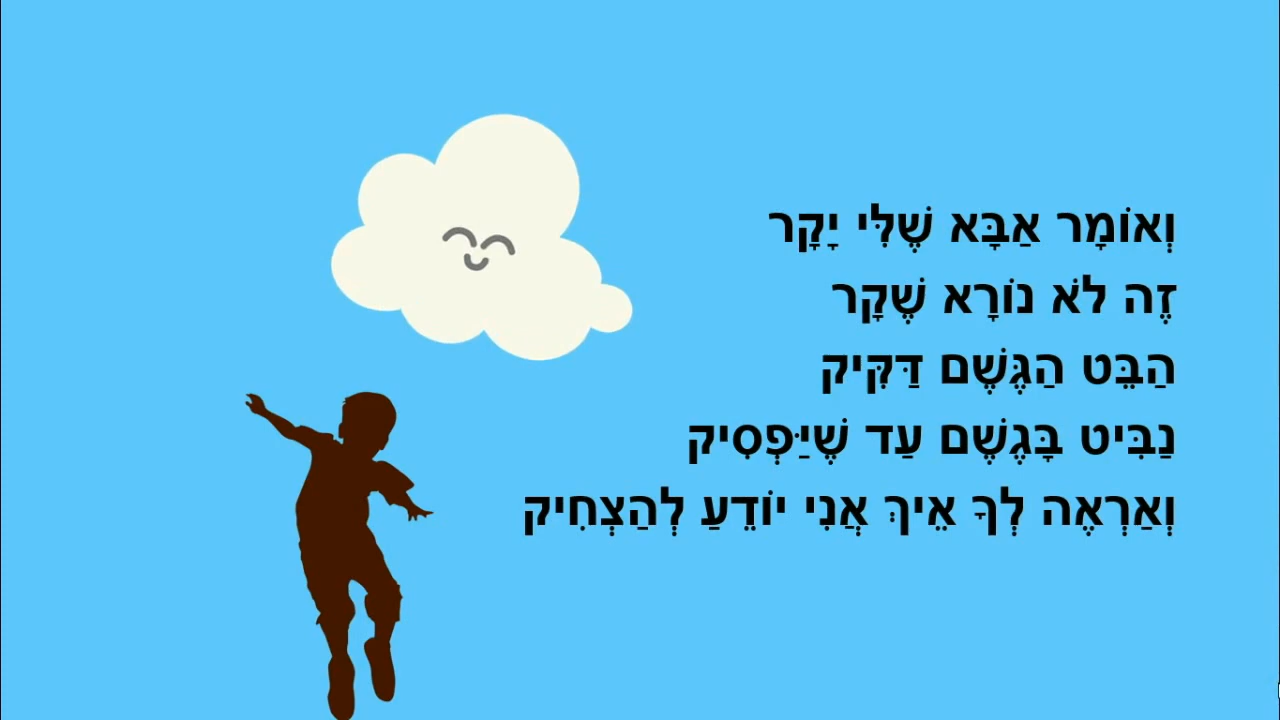 וְאוֹמָר אַבָּא שֶׁלִּי יָקָר
זֶה לֹא נוֹרָא שֶׁקָר
הַבֵּט הַגֶּשֶׁם דַּקִּיק
נַבִּיט בָּגֶשֶׁם עַד שֶׁיַּפְסִיק
וְאַרְאֶה לְךָ אֵיךְ אֲנִי יוֹדֵעַ לְהַצְחִיק